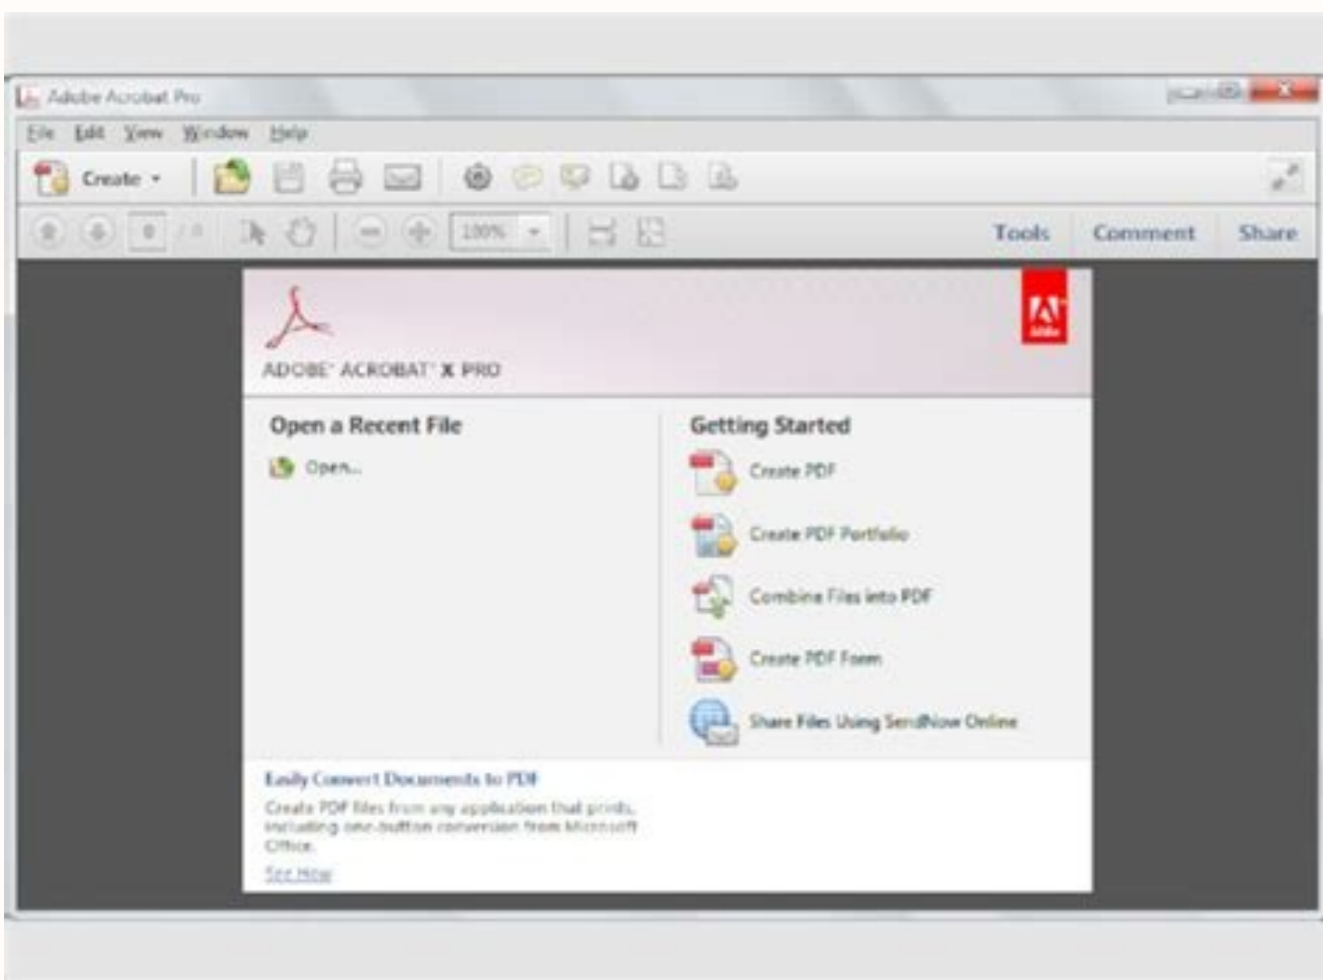 Adobe Acrobat Pro
File Edit View Window Help
Create
0 / 0 100% Tools Comment Share
Adobe
ADOBE® ACROBAT® X PRO
Open a Recent File
Open...
Getting Started
Create PDF
Create PDF Portfolio
Combine Files into PDF
Create PDF Form
Share Files Using SendNow Online
Easily Convert Documents to PDF
Create PDF files from any application that prints,
including one-button conversion from Microsoft
Office.
See How